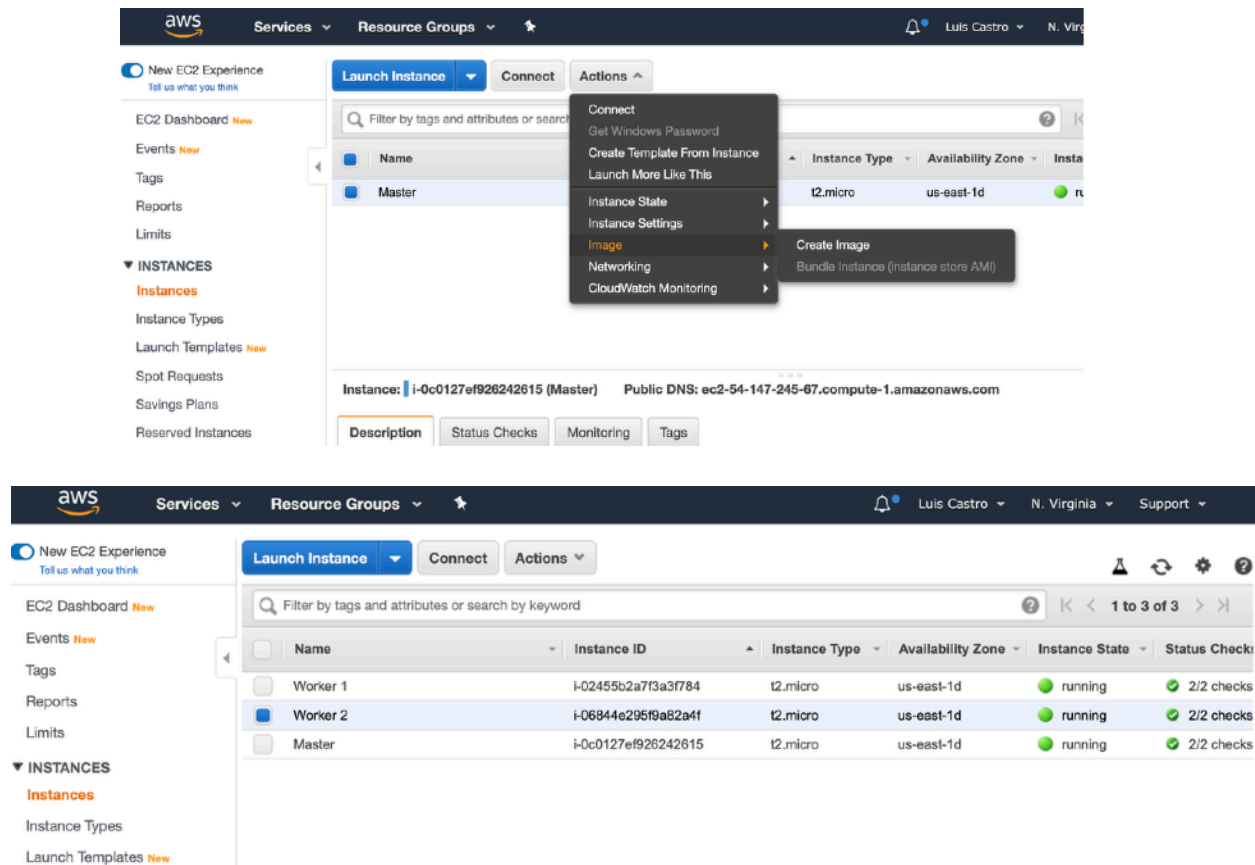 aws Services Resource Groups Luis Castro N. Virg
New EC2 Experience
Tell us what you think
Launch Instance Connect Actions
EC2 Dashboard New
Events New
Tags
Reports
Limits
INSTANCES
Instances
Instance Types
Launch Templates New
Spot Requests
Savings Plans
Reserved Instances
Filter by tags and attributes or search
Name Instance Type Availability Zone Insta
Master t2.micro us-east-1d
Connect
Get Windows Password
Create Template From Instance
Launch More Like This
Instance State
Instance Settings
Image
Networking
CloudWatch Monitoring
Create Image
Bundle Instance (instance store AMI)
Instance: i-0c0127ef926242615 (Master) Public DNS: ec2-54-147-245-67.compute-1.amazonaws.com
Description Status Checks Monitoring Tags
aws Services Resource Groups Luis Castro N. Virginia Support
New EC2 Experience
Tell us what you think
Launch Instance Connect Actions
EC2 Dashboard New
Events New
Tags
Reports
Limits
INSTANCES
Instances
Instance Types
Launch Templates New
Filter by tags and attributes or search by keyword 1 to 3 of 3
Name Instance ID Instance Type Availability Zone Instance State Status Checks
Worker 1 i-02455b2a7f3a3f784 t2.micro us-east-1d running 2/2 checks
Worker 2 i-06844e295f9a82a4f t2.micro us-east-1d running 2/2 checks
Master i-0c0127ef926242615 t2.micro us-east-1d running 2/2 checks